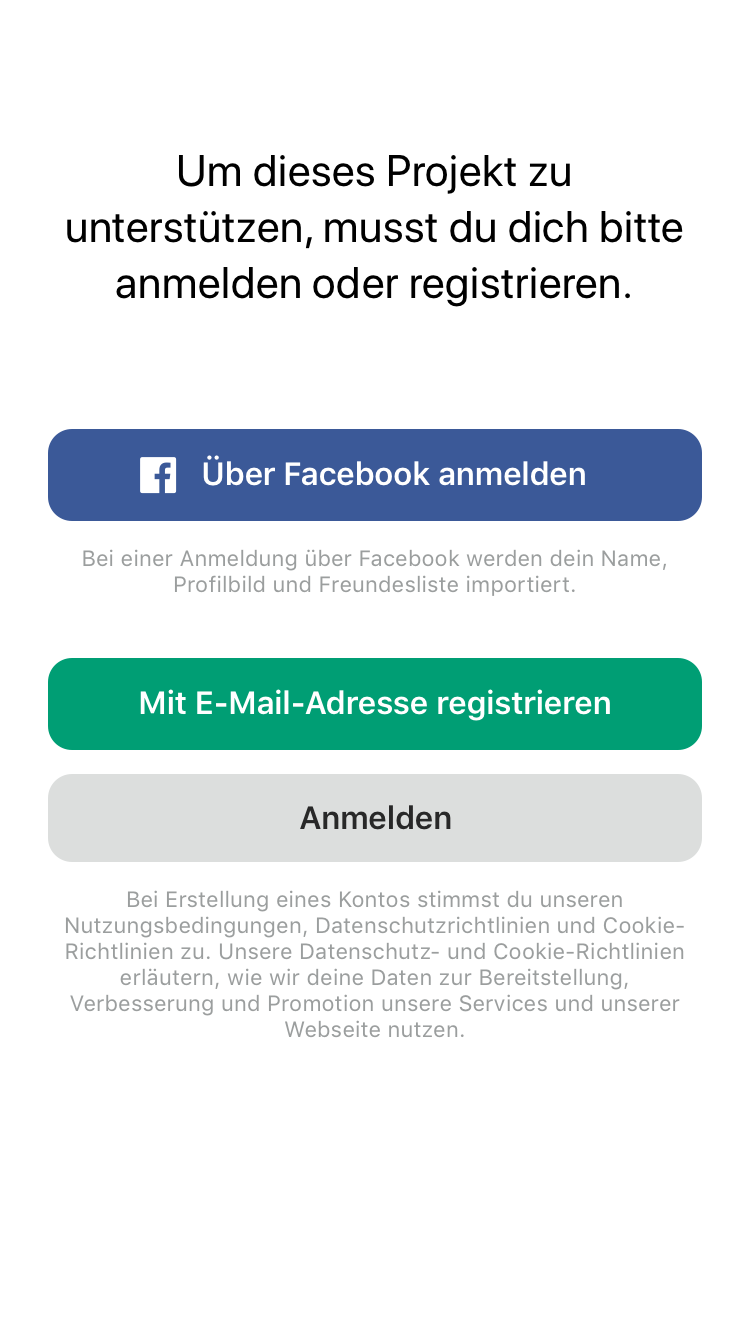 Um dieses Projekt zu
unterstützen, musst du dich bitte
anmelden oder registrieren.
Über Facebook anmelden
Bei einer Anmeldung über Facebook werden dein Name,
Profilbild und Freundesliste importiert.
Mit E-Mail-Adresse registrieren
Anmelden
Bei Erstellung eines Kontos stimmst du unseren
Nutzungsbedingungen, Datenschutzrichtlinien und Cookie-
Richtlinien zu. Unsere Datenschutz- und Cookie-Richtlinien
erläutern, wie wir deine Daten zur Bereitstellung,
Verbesserung und Promotion unsere Services und unserer
Webseite nutzen.